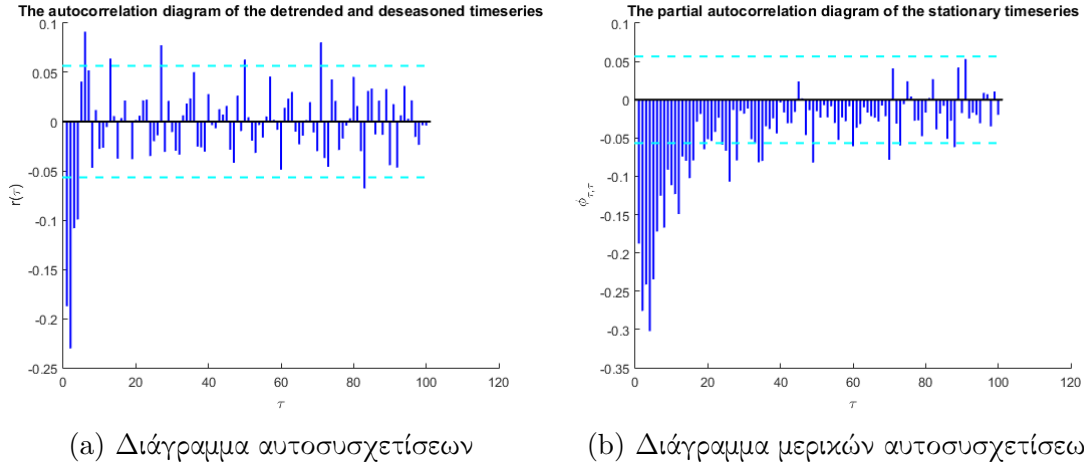 The autocorrelation diagram of the detrended and deseasoned timeseries
0.1
0.05
0
-0.05
-0.1
-0.15
-0.2
-0.25
r(τ)
0 20 40 60 80 100 120
τ
(a) Διάγραμμα αυτοσυσχετίσεων
The partial autocorrelation diagram of the stationary timeseries
0.1
0.05
0
-0.05
-0.1
-0.15
-0.2
-0.25
-0.3
-0.35
ϕτ,τ
0 20 40 60 80 100 120
τ
(b) Διάγραμμα μερικών αυτοσυσχετίσεω